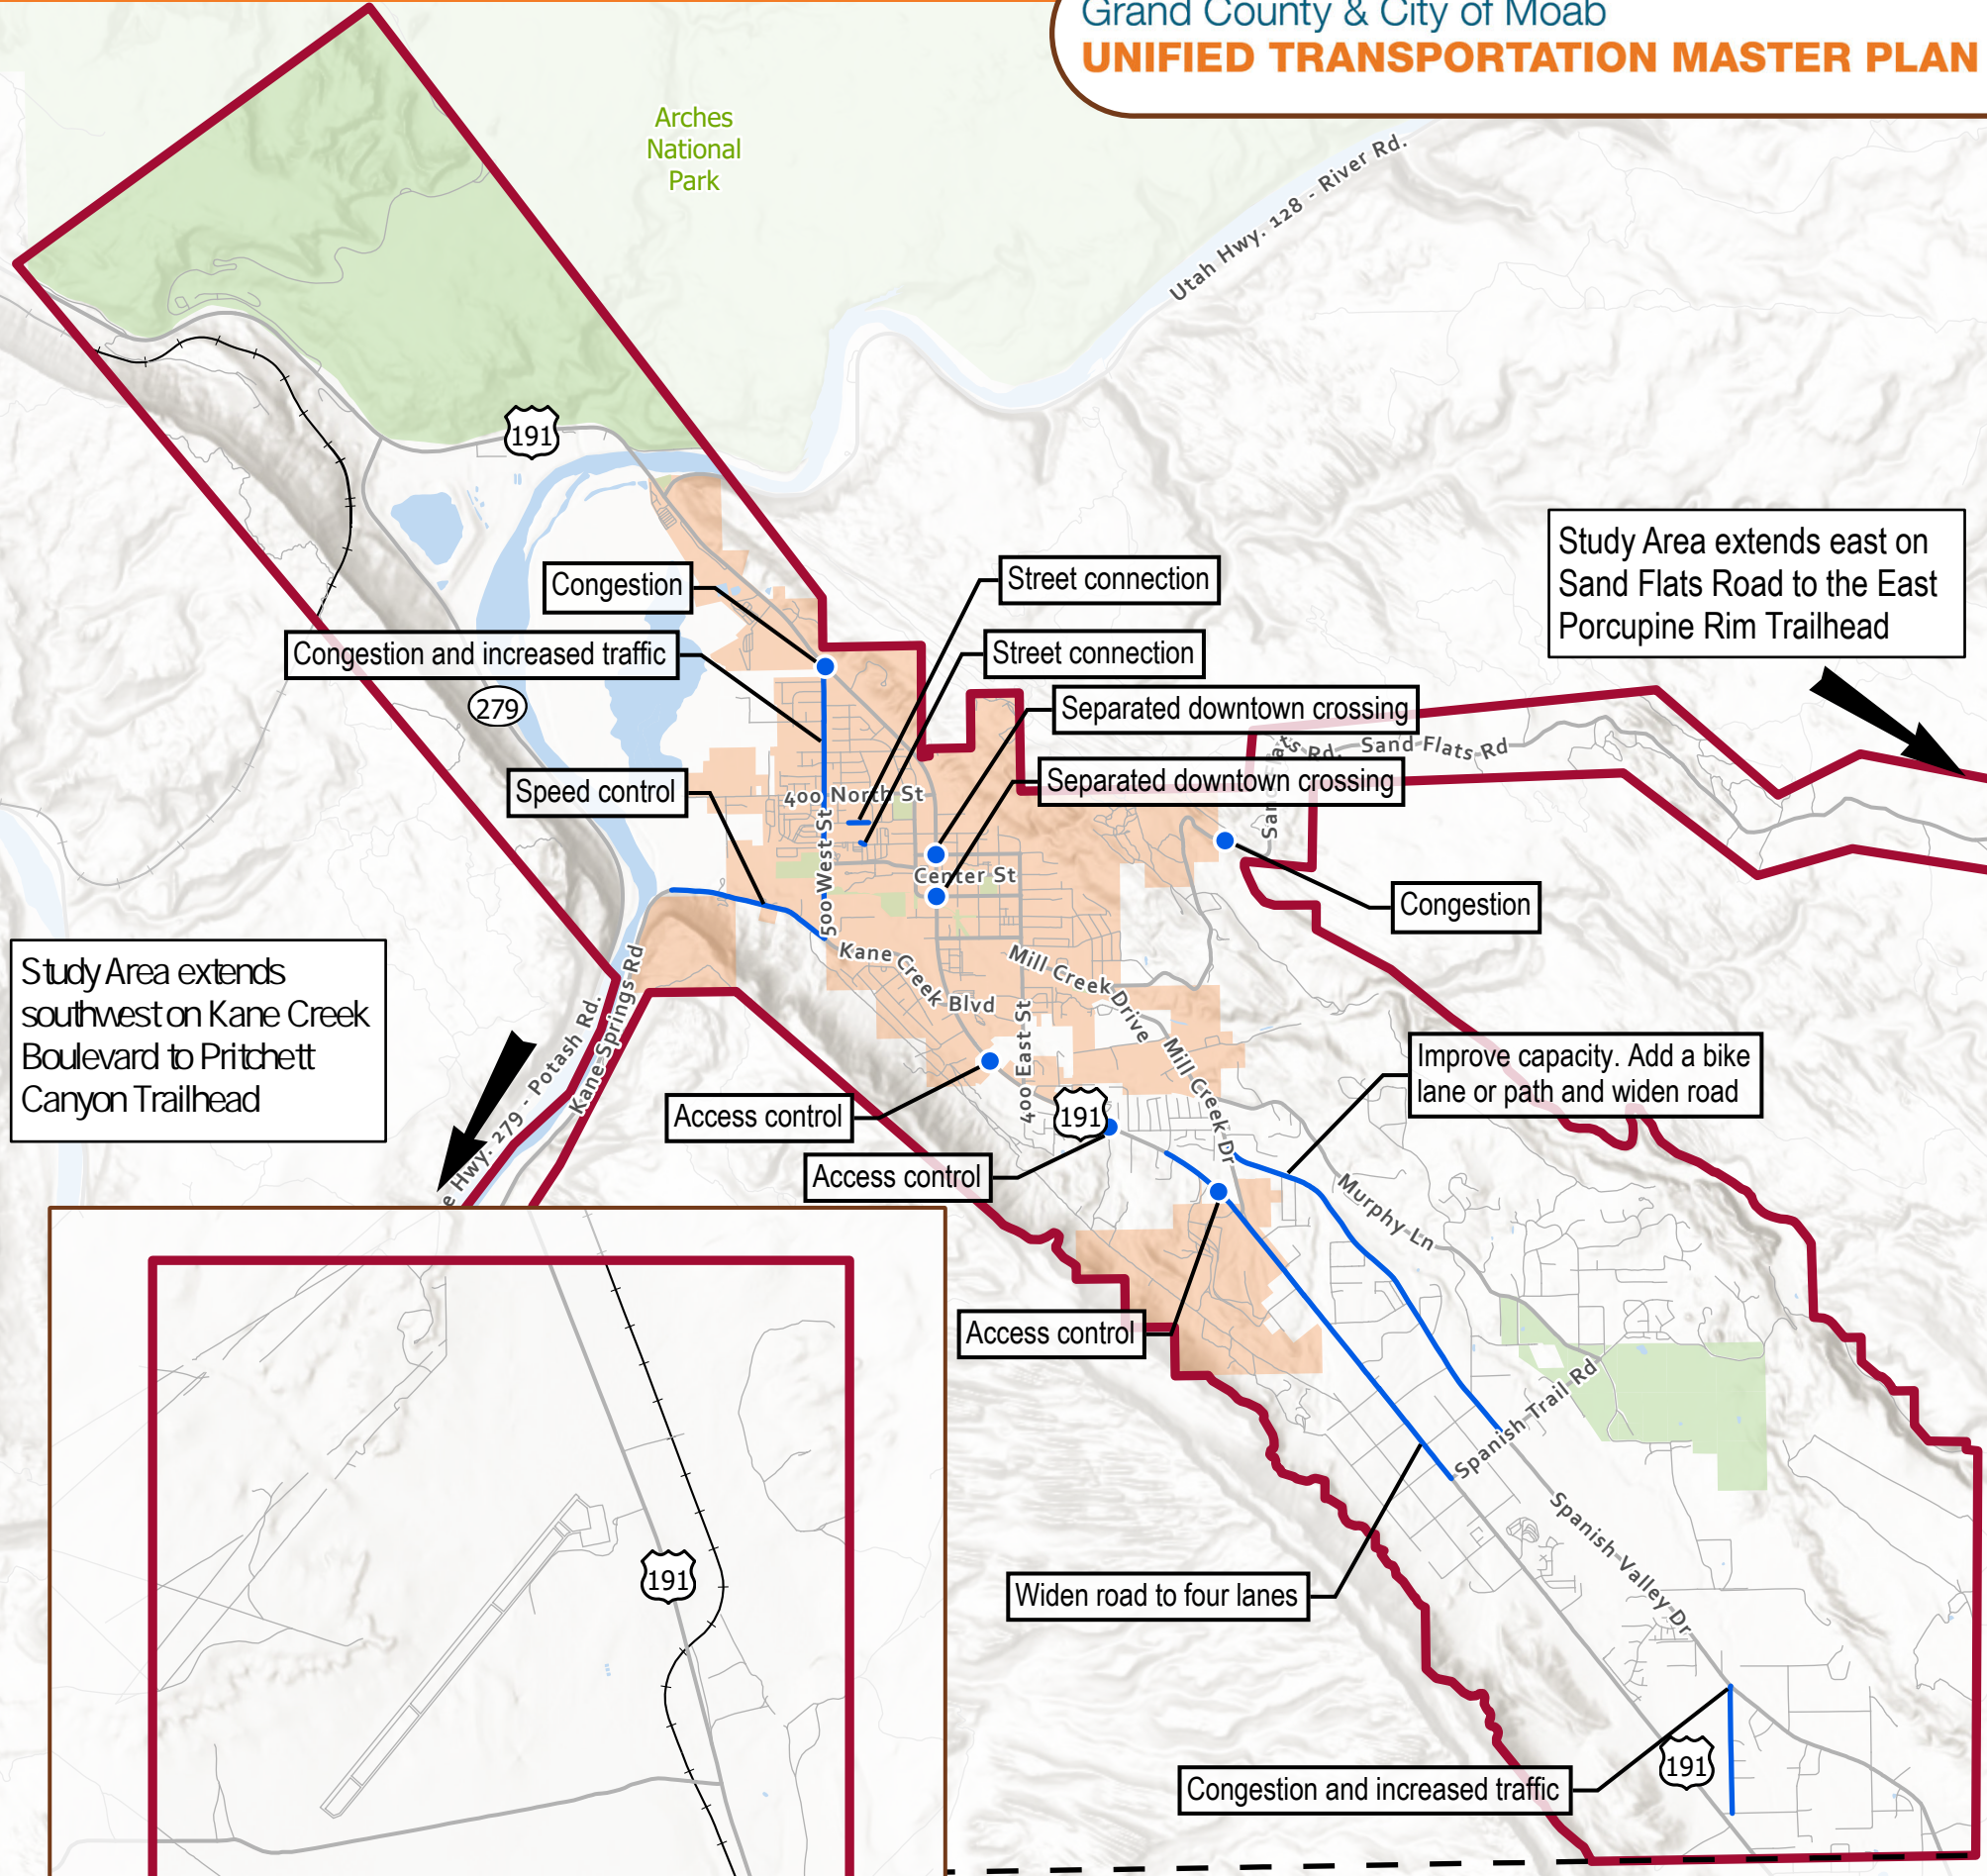 Grand County & City of Moab
UNIFIED TRANSPORTATION MASTER PLAN
Arches
National
Park
Utah Hwy. 128 - River Rd.
191
Study Area extends east on
Sand Flats Road to the East
Porcupine Rim Trailhead
Congestion
Street connection
Congestion and increased traffic
Street connection
279
Separated downtown crossing
Sand Flats Rd
Rd.
Speed control
Separated downtown crossing
400 North St
500 West St
Center St
Congestion
Kane Creek Blvd
Mill Creek Drive
Study Area extends
southwest on Kane Creek
Boulevard to Pritchett
Canyon Trailhead
Hwy. 279 - Potash Rd.
Kane Springs Rd
400 East St
Mill Creek Dr
Improve capacity. Add a bike
lane or path and widen road
Access control
191
Access control
Murphy Ln
Access control
Spanish Trail Rd
Spanish Valley Dr
191
Widen road to four lanes
Congestion and increased traffic
191